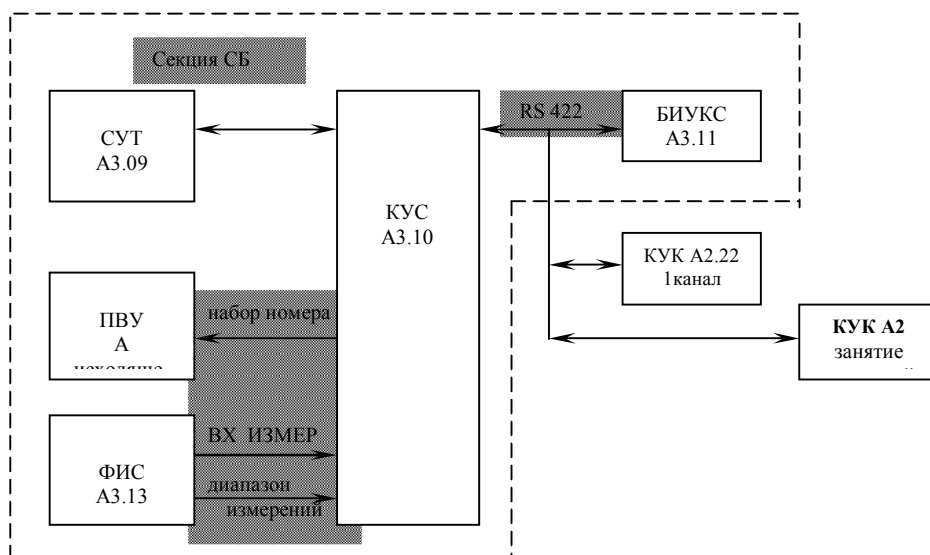 Секция СБ
СУТ
А3.09
КУС
А3.10
RS 422
БИУКС
А3.11
КУК А2.22
1канал
КУК А2
занятие
набор номера
ПВУ
А
ВХ ИЗМЕР
ФИС
А3.13
диапазон
измерений